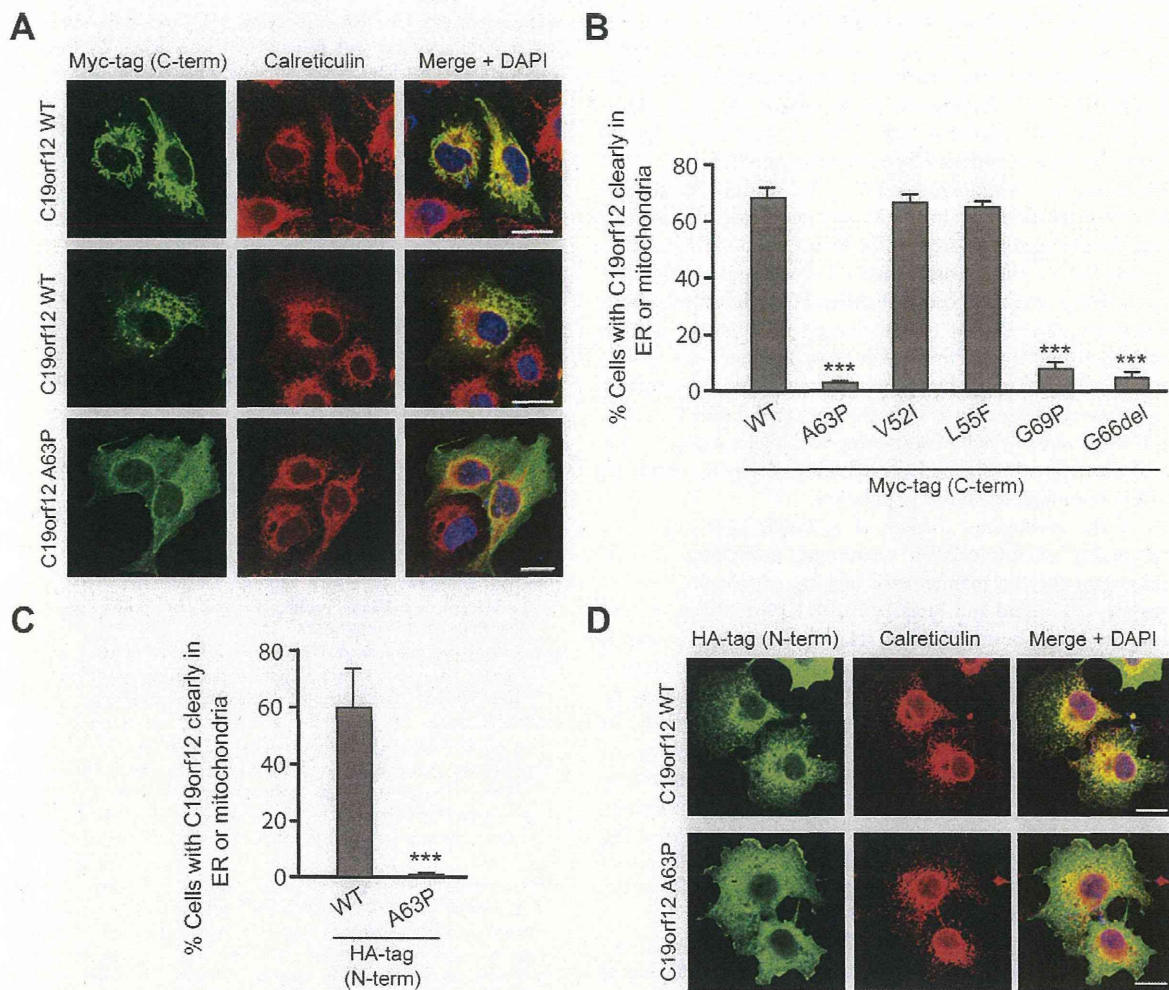 A
Myc-tag (C-term) Calreticulin Merge + DAPI
C19orf12 WT
C19orf12 WT
C19orf12 A63P
B
% Cells with C19orf12 clearly in
ER or mitochondria
80
60
40
20
0
***
***
***
WT A63P V52I L55F G69P G66del
Myc-tag (C-term)
C
% Cells with C19orf12 clearly in
ER or mitochondria
80
60
40
20
0
***
WT A63P
HA-tag
(N-term)
D
HA-tag (N-term) Calreticulin Merge + DAPI
C19orf12 WT
C19orf12 A63P